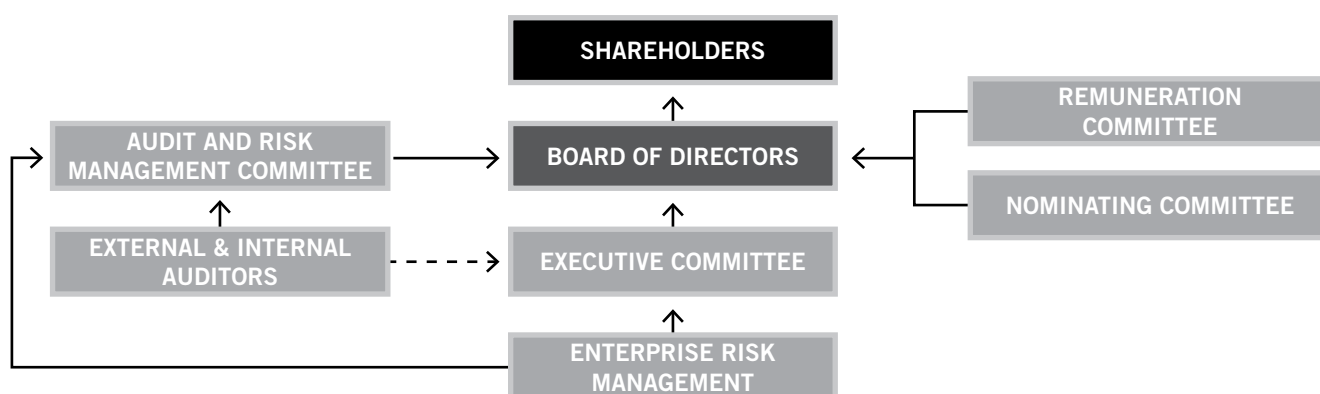 SHAREHOLDERS
REMUNERATION
COMMITTEE
AUDIT AND RISK
MANAGEMENT COMMITTEE
BOARD OF DIRECTORS
NOMINATING COMMITTEE
EXTERNAL & INTERNAL
AUDITORS
EXECUTIVE COMMITTEE
ENTERPRISE RISK
MANAGEMENT